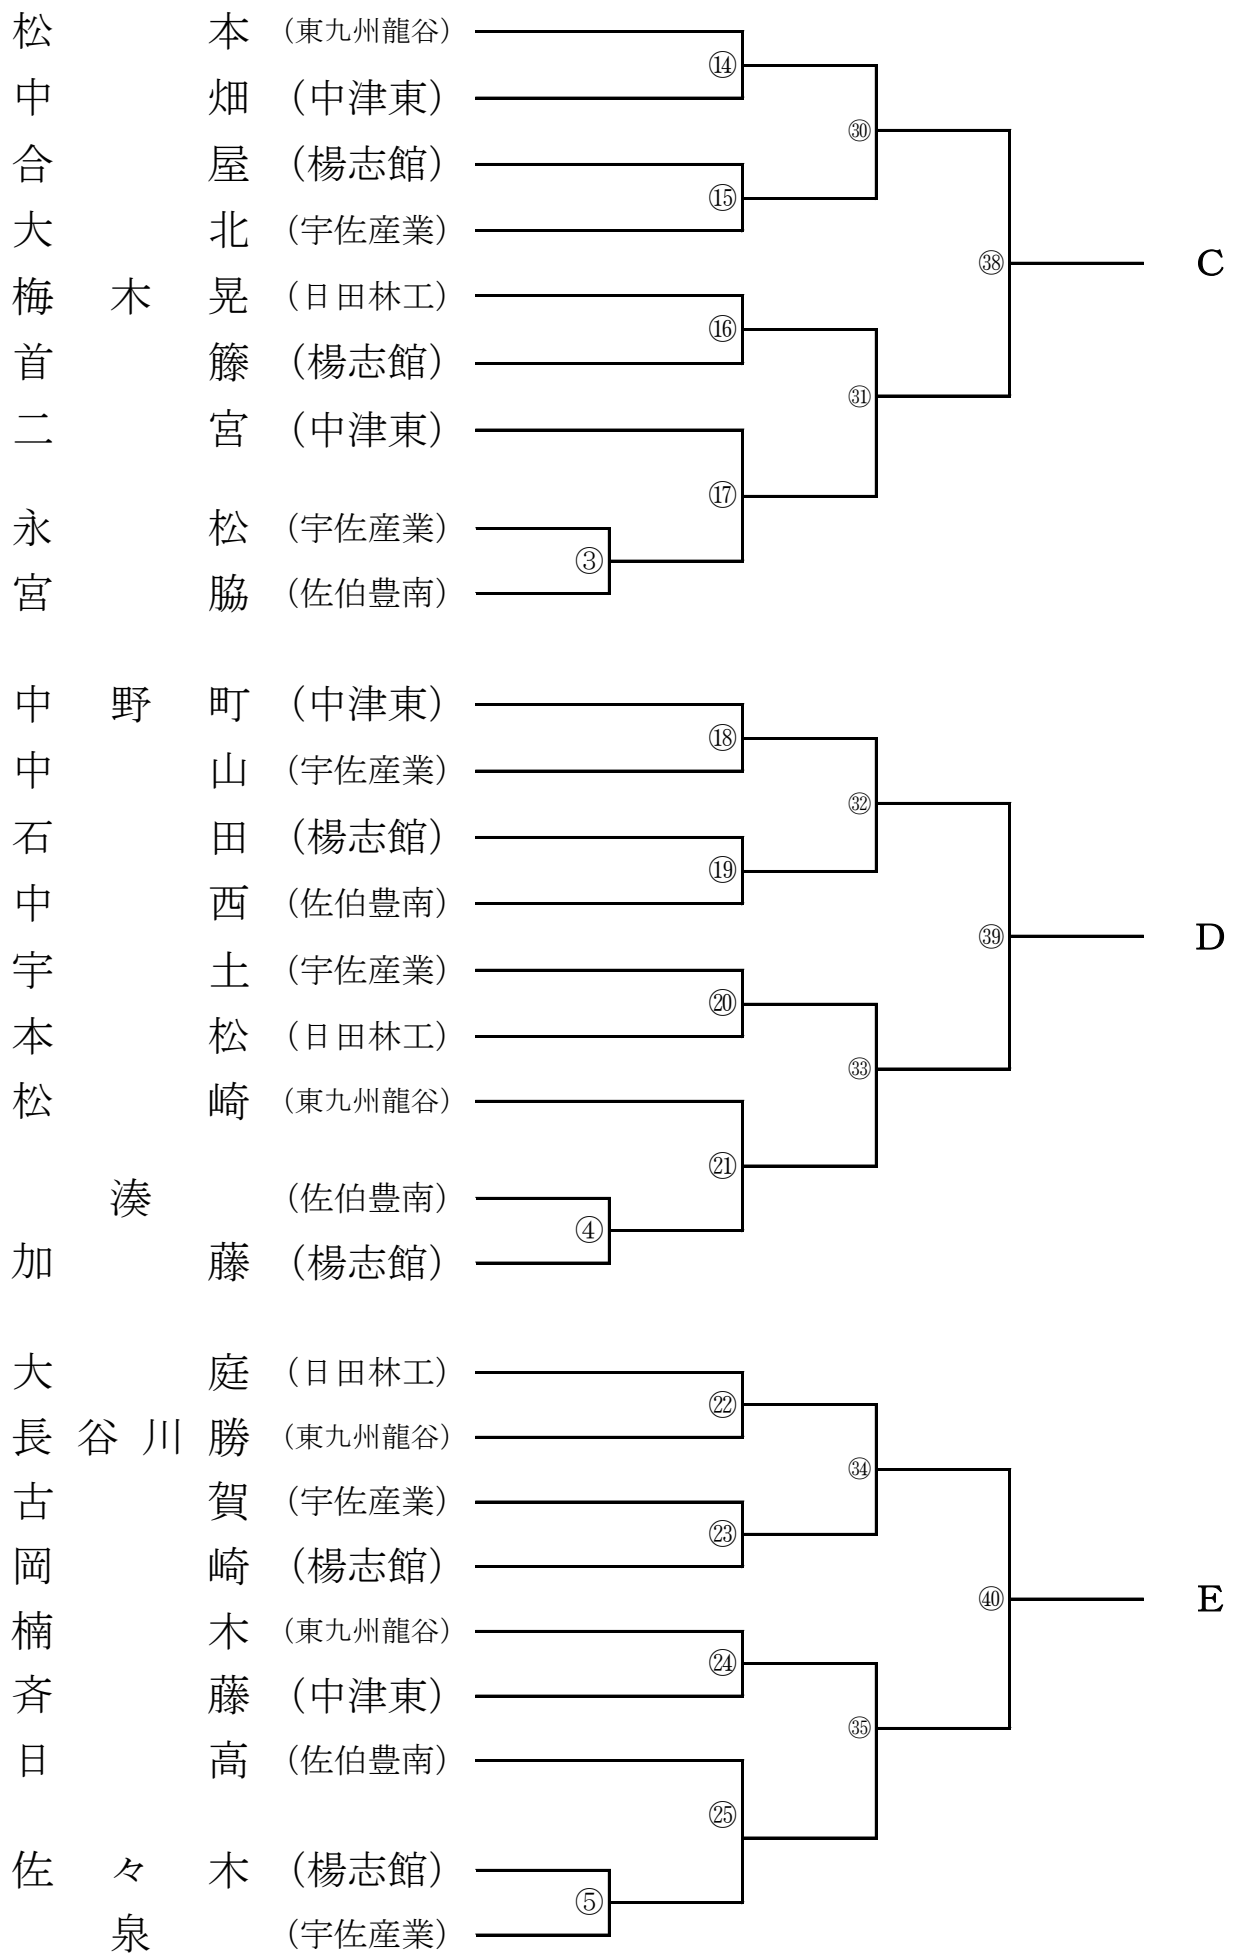 松本（東九州龍谷）
⑭
中畑（中津東）
㉚
合屋（楊志館）
⑮
大北（宇佐産業）
㊳ C
梅木晃（日田林工）
⑯
首籐（楊志館）
㉛
二宮（中津東）
⑰
永松（宇佐産業）
③
宮脇（佐伯豊南）
中野町（中津東）
⑱
中山（宇佐産業）
㉜
石田（楊志館）
⑲
中西（佐伯豊南）
㊴ D
宇土（宇佐産業）
⑳
本松（日田林工）
㉝
松崎（東九州龍谷）
㉑
湊（佐伯豊南）
④
加藤（楊志館）
大庭（日田林工）
㉒
長谷川勝（東九州龍谷）
㉞
古賀（宇佐産業）
㉓
岡崎（楊志館）
㊵ E
楠木（東九州龍谷）
㉔
斉藤（中津東）
㉟
日高（佐伯豊南）
㉕
佐々木（楊志館）
⑤
泉（宇佐産業）